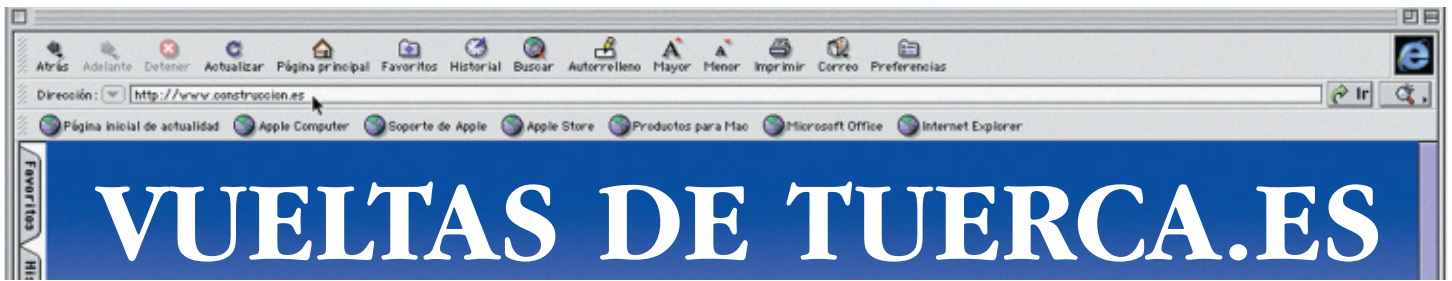 Atrás Adelante Detener Actualizar Página principal Favoritos Historial Buscar Autorrelleno Mayor Menor Imprimir Correo Preferencias
Dirección: http://www.construccion.es Ir
Página inicial de actualidad Apple Computer Soporte de Apple Apple Store Productos para Mac Microsoft Office Internet Explorer
Favoritos
VUELTAS DE TUERCA.ES
His